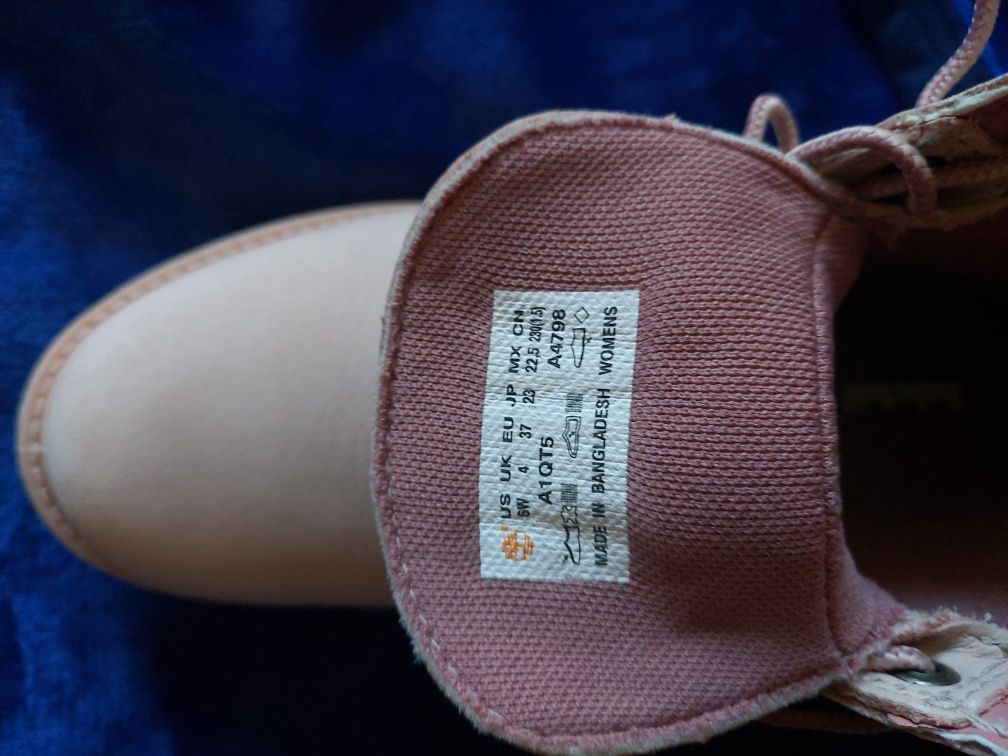 US UK EU JP MX CN
6W 4 37 23 22,5 230(1.5)
A1QT5 A4798
MADE IN BANGLADESH WOMENS